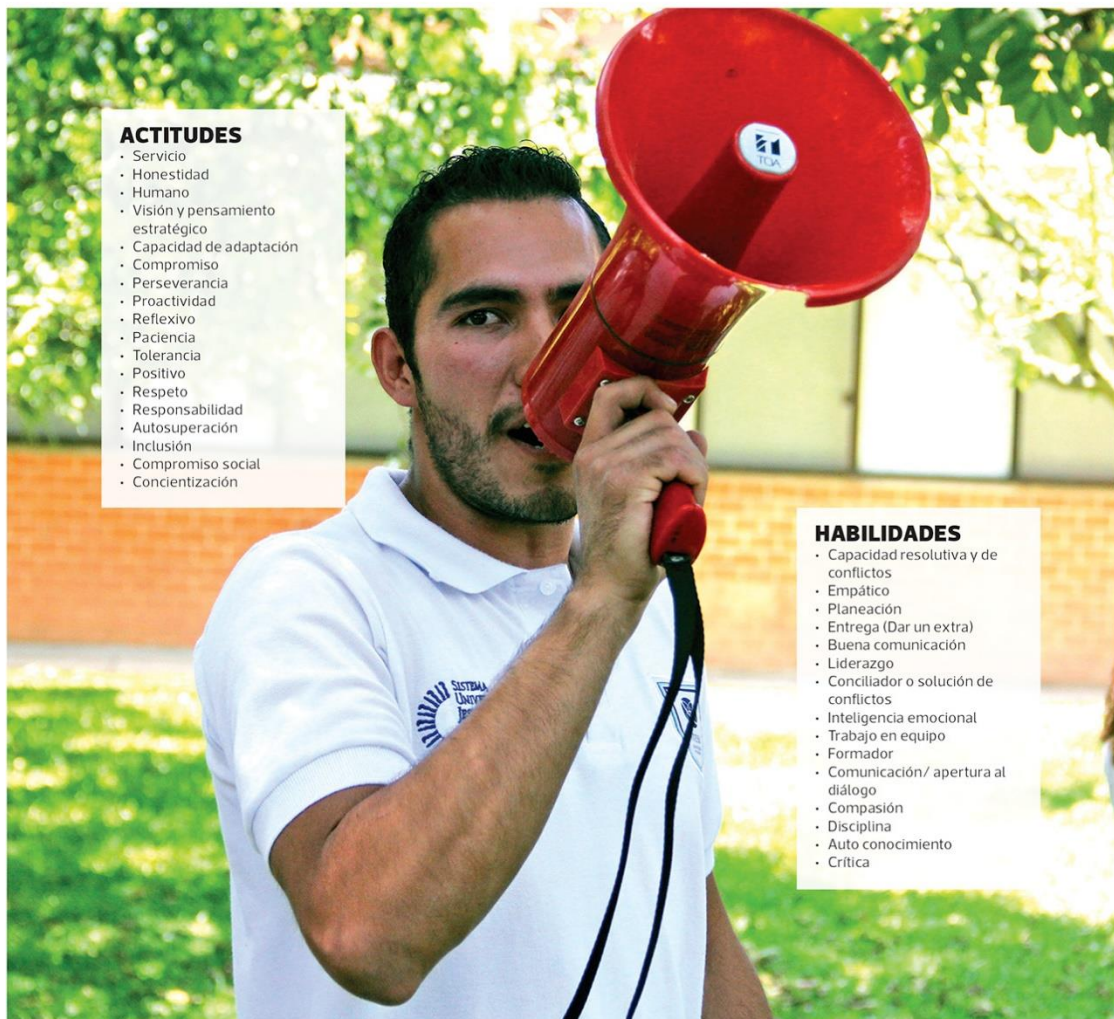 ACTITUDES
• Servicio
• Honestidad
• Humano
• Visión y pensamiento
estratégico
• Capacidad de adaptación
• Compromiso
• Perseverancia
• Proactividad
• Reflexivo
• Paciencia
• Tolerancia
• Positivo
• Respeto
• Responsabilidad
• Autosuperación
• Inclusión
• Compromiso social
• Concientización
TOA
SISTEMA
HABILIDADES
• Capacidad resolutiva y de
conflictos
• Empático
• Planeación
• Entrega (Dar un extra)
• Buena comunicación
• Liderazgo
• Conciliador o solución de
conflictos
• Inteligencia emocional
• Trabajo en equipo
• Formador
• Comunicación/ apertura al
diálogo
• Compasión
• Disciplina
• Auto conocimiento
• Crítica